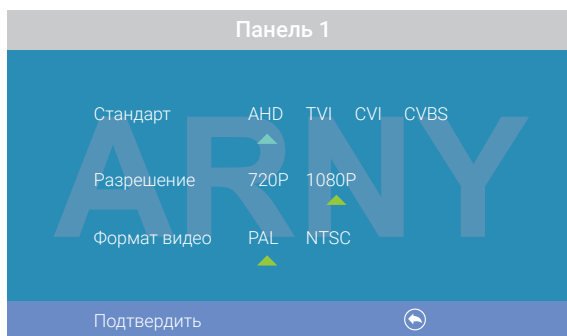 Панель 1
Стандарт AHD TVI CVI CVBS
ARNY
Разрешение 720P 1080P
Формат видео PAL NTSC
Подтвердить